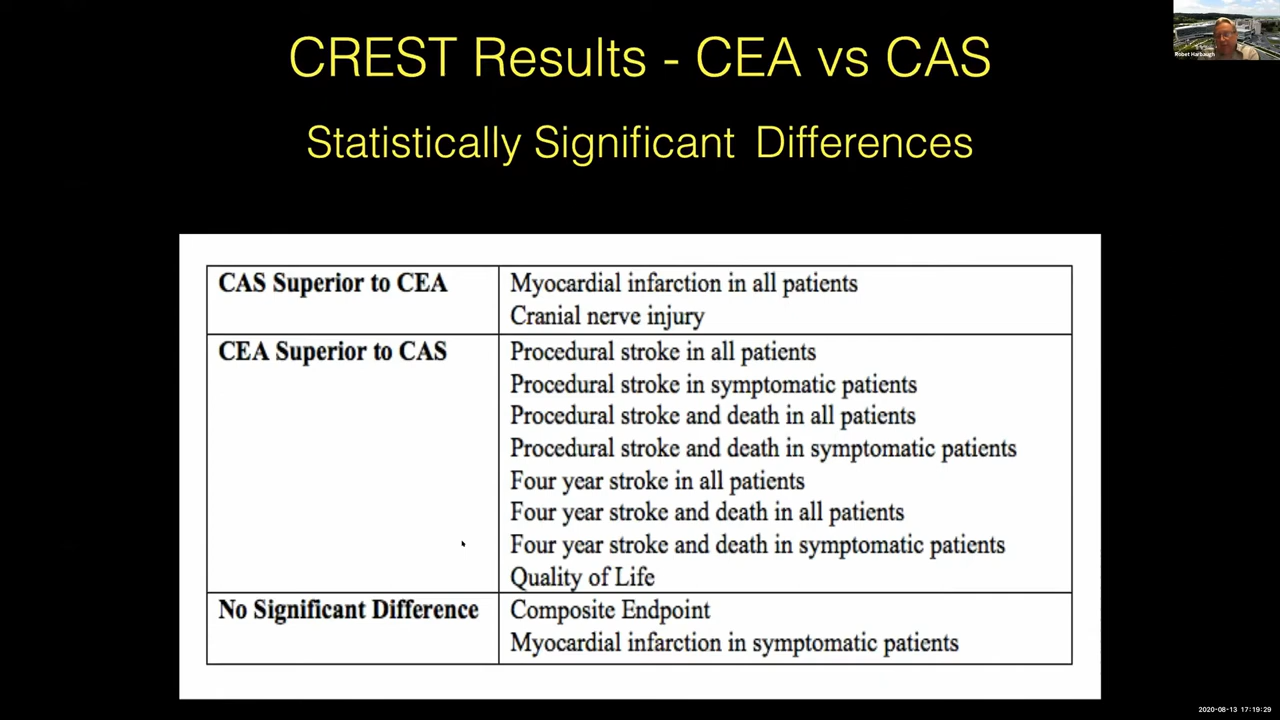 CREST Results - CEA vs CAS
Robet Harbaugh
Statistically Significant Differences
CAS Superior to CEA
Myocardial infarction in all patients
Cranial nerve injury
CEA Superior to CAS
Procedural stroke in all patients
Procedural stroke in symptomatic patients
Procedural stroke and death in all patients
Procedural stroke and death in symptomatic patients
Four year stroke in all patients
Four year stroke and death in all patients
Four year stroke and death in symptomatic patients
Quality of Life
No Significant Difference
Composite Endpoint
Myocardial infarction in symptomatic patients
2020-08-13 17:19:29